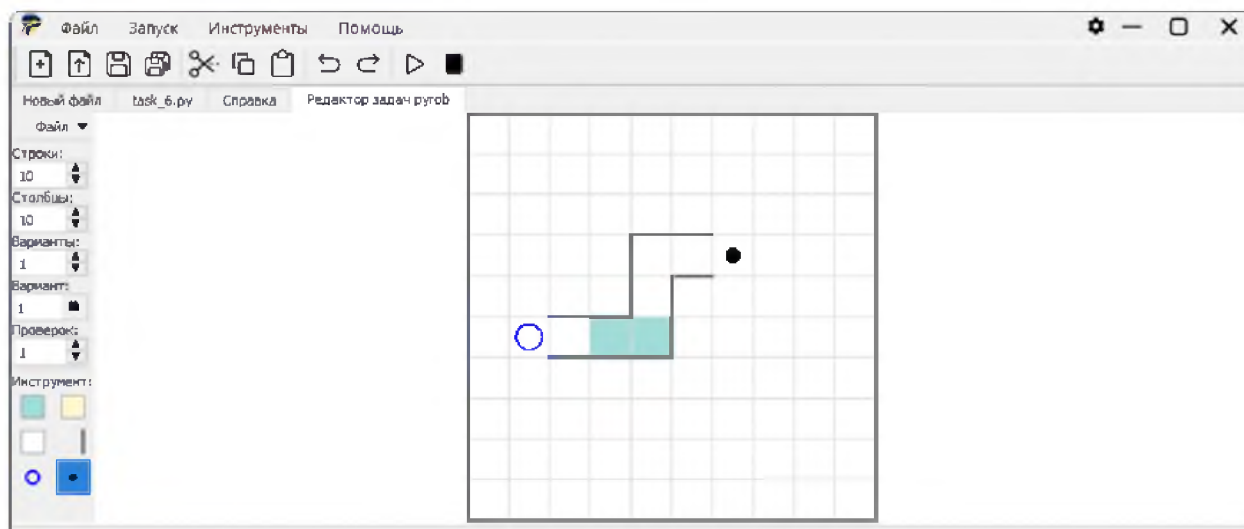 Файл Запуск Инструменты Помощь
Новый файл task_6.py Справка Редактор задач pyrob
Файл
Строки:
10
Столбцы:
10
Варианты:
1
Вариант:
1
Проверок:
1
Инструмент: